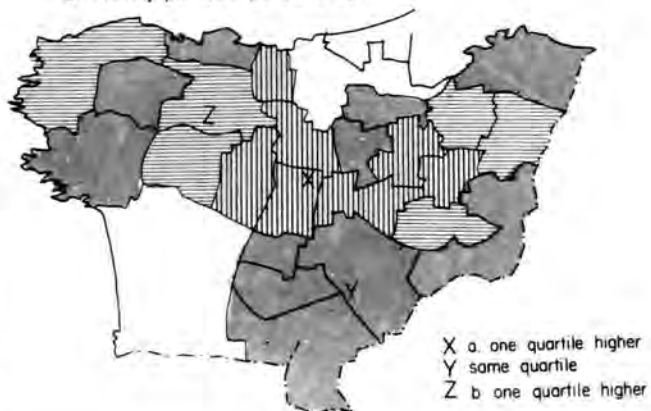 Z
X
Y
X a. one quartile higher
Y same quartile
Z b one quartile higher